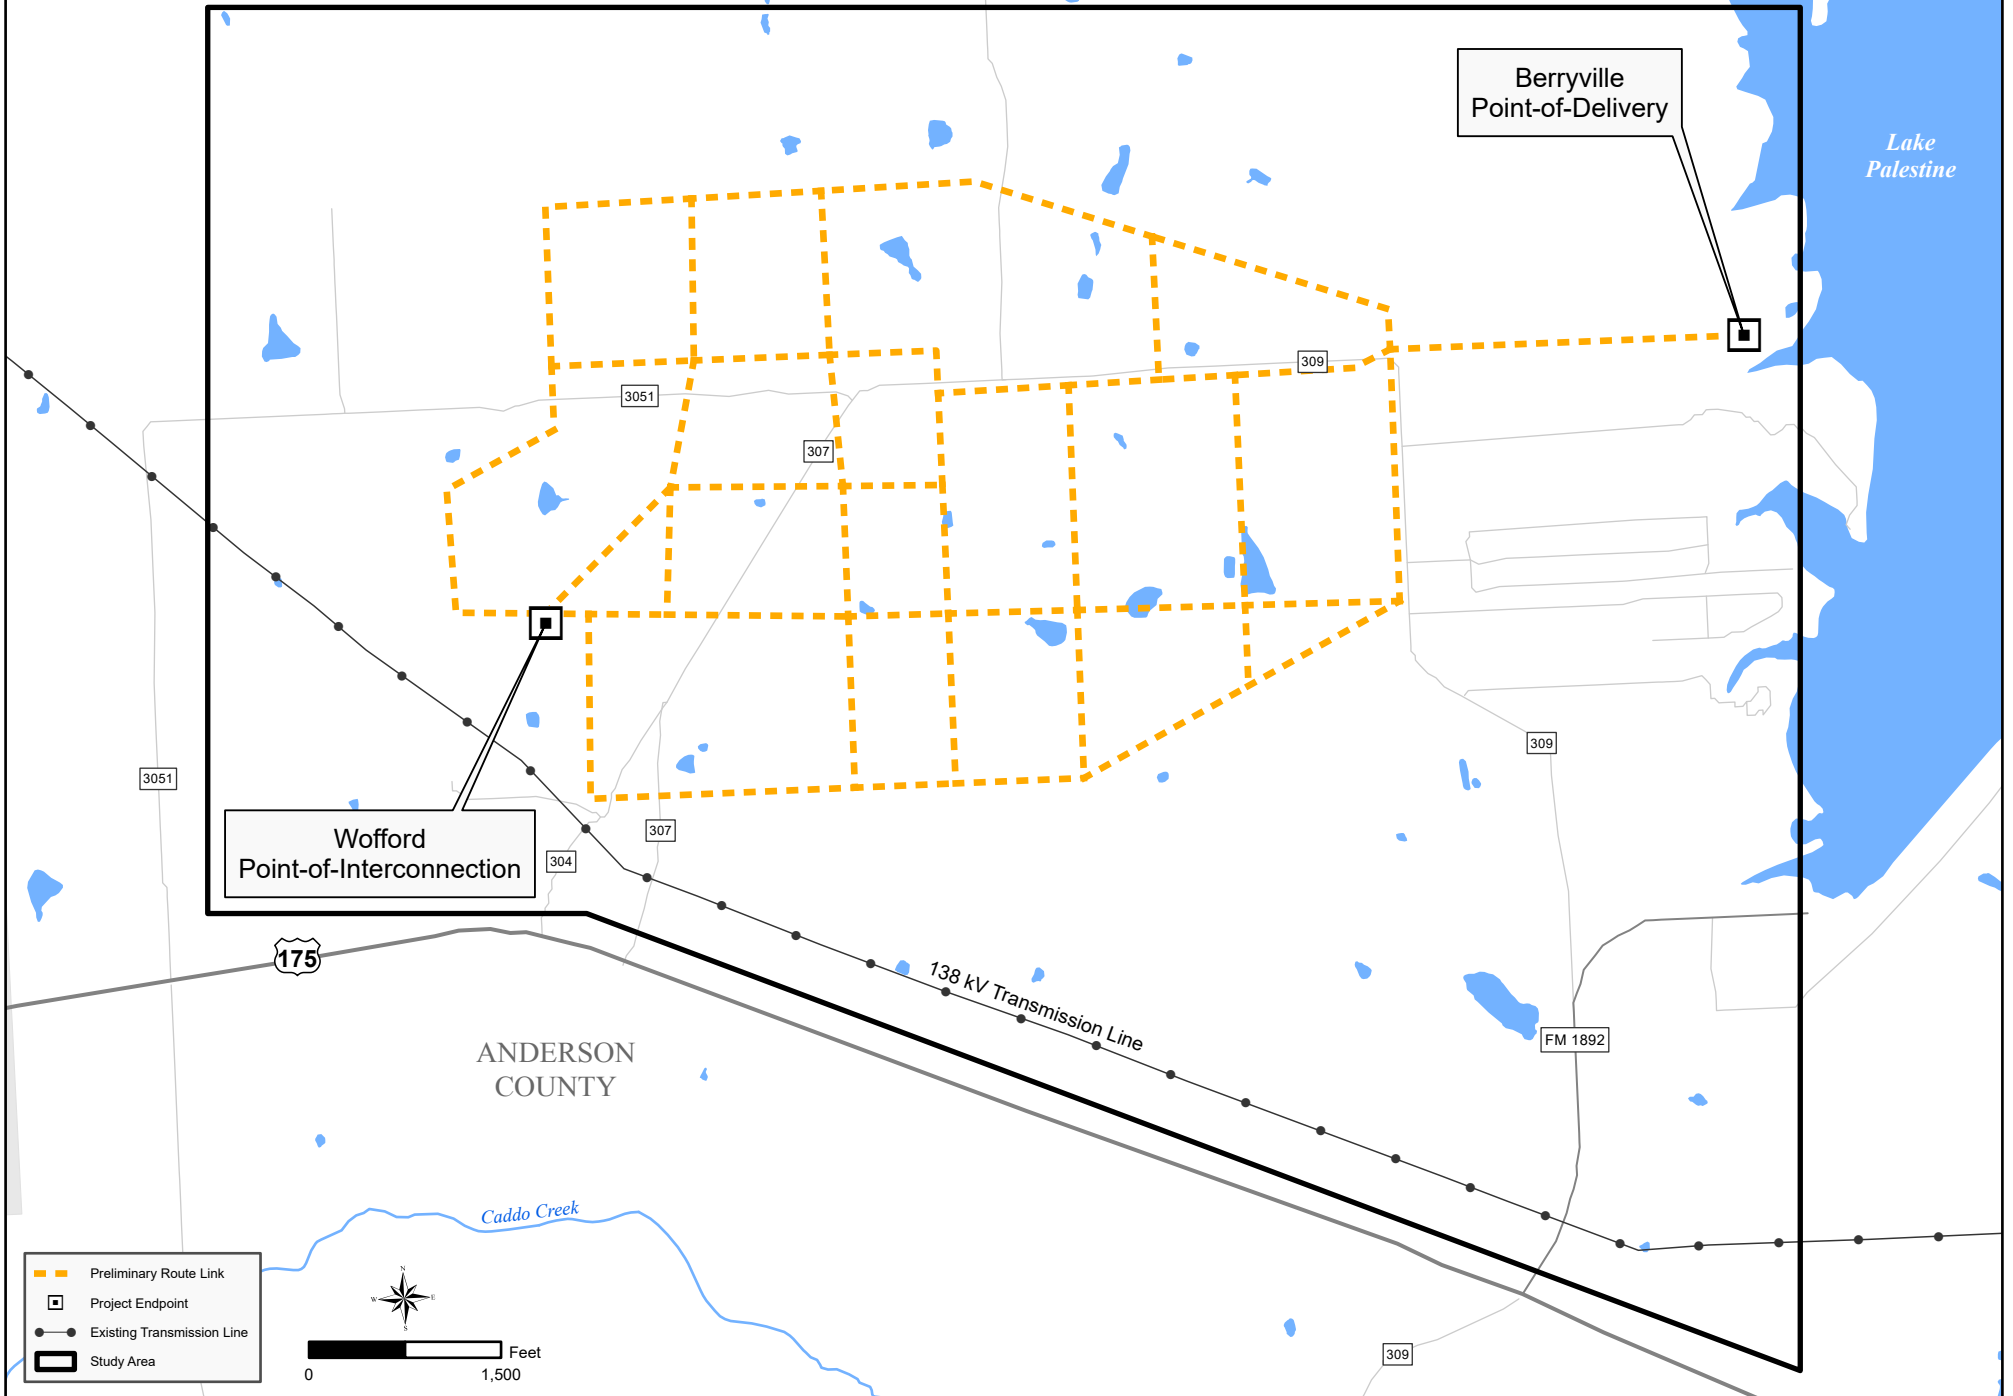 Berryville
Point-of-Delivery
Lake
Palestine
309
3051
307
309
3051
Wofford
Point-of-Interconnection
307
304
175
138 kV Transmission Line
FM 1892
ANDERSON
COUNTY
Caddo Creek
Preliminary Route Link
Project Endpoint
Existing Transmission Line
Study Area
N
W
E
S
Feet
0
1,500
309